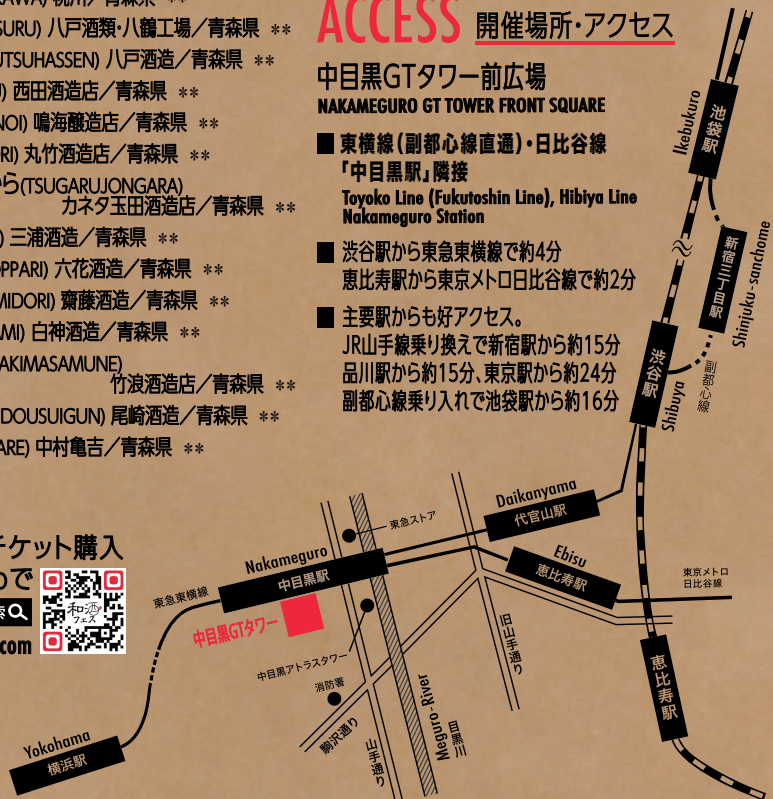 桃川／青森県 **
SURU) 八戸酒類・八鶴工場／青森県 **
UTSUHASSEN) 八戸酒造／青森県 **
西田酒造店／青森県 **
NOI) 鳴海醸造店／青森県 **
RI) 丸竹酒造店／青森県 **
から(TSUGARUJONGARA)
カネタ玉田酒造店／青森県 **
) 三浦酒造／青森県 **
OPPARI) 六花酒造／青森県 **
MIDORI) 齋藤酒造／青森県 **
AMI) 白神酒造／青森県 **
AKIMASAMUNE)
竹浪酒造店／青森県 **
DOUSUIGUN) 尾崎酒造／青森県 **
ARE) 中村亀吉／青森県 **
チケット購入
で
索
.com
和酒
フェス
ACCESS 開催場所・アクセス
中目黒GTタワー前広場
NAKAMEGURO GT TOWER FRONT SQUARE
■ 東横線（副都心線直通）・日比谷線
「中目黒駅」隣接
Toyoko Line (Fukutoshin Line), Hibiya Line
Nakameguro Station
■ 渋谷駅から東急東横線で約4分
恵比寿駅から東京メトロ日比谷線で約2分
■ 主要駅からも好アクセス。
JR山手線乗り換えで新宿駅から約15分
品川駅から約15分、東京駅から約24分
副都心線乗り入れで池袋駅から約16分
Ikebukuro
池袋駅
新宿三丁目駅
Shinjuku-sanchome
渋谷駅
Shibuya
副都心線
Daikanyama
代官山駅
Ebisu
恵比寿駅
東京メトロ
日比谷線
恵比寿駅
東急ストア
Nakameguro
中目黒駅
東急東横線
中目黒GTタワー
中目黒アトラスタワー
消防署
駒沢通り
山手通り
Meguro-River
目黒川
旧山手通り
Yokohama
横浜駅